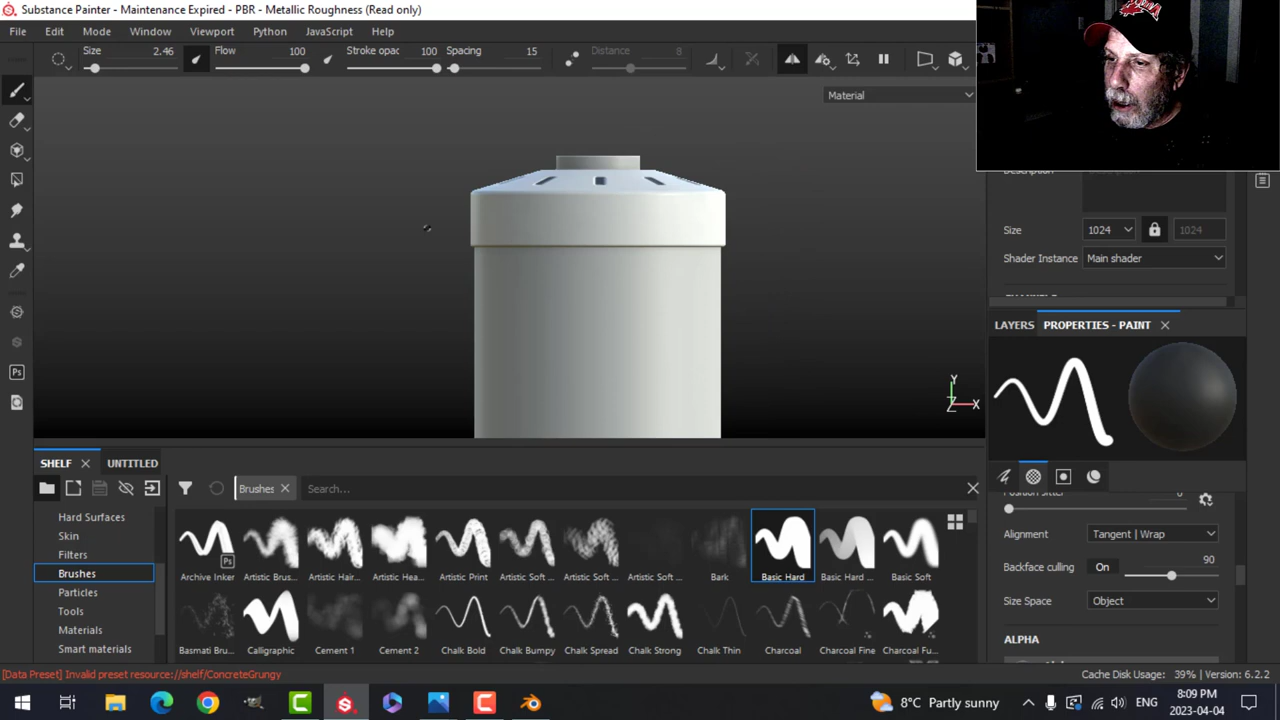 Substance Painter - Maintenance Expired - PBR - Metallic Roughness (Read only)
File Edit Mode Window Viewport Python JavaScript Help
Size 2.46 Flow 100 Stroke opac 100 Spacing 15 Distance 8
Material
Size 1024 1024
Shader Instance Main shader
LAYERS PROPERTIES - PAINT
Y
Z X
SHELF UNTITLED
Brushes Search...
Position Jitter 0
Alignment Tangent | Wrap
Backface culling On 90
Size Space Object
ALPHA
Hard Surfaces
Skin
Filters
Brushes
Particles
Tools
Materials
Smart materials
Ps
Ps
Archive Inker Artistic Brus... Artistic Hair... Artistic Hea... Artistic Print Artistic Soft ... Artistic Soft ... Artistic Soft ... Bark Basic Hard Basic Hard ... Basic Soft
Basmati Bru... Calligraphic Cement 1 Cement 2 Chalk Bold Chalk Bumpy Chalk Spread Chalk Strong Chalk Thin Charcoal Charcoal Fine Charcoal Fu...
[Data Preset] Invalid preset resource://shelf/ConcreteGrungy
Cache Disk Usage: 39% | Version: 6.2.2
8°C Partly sunny
ENG
8:09 PM
2023-04-04